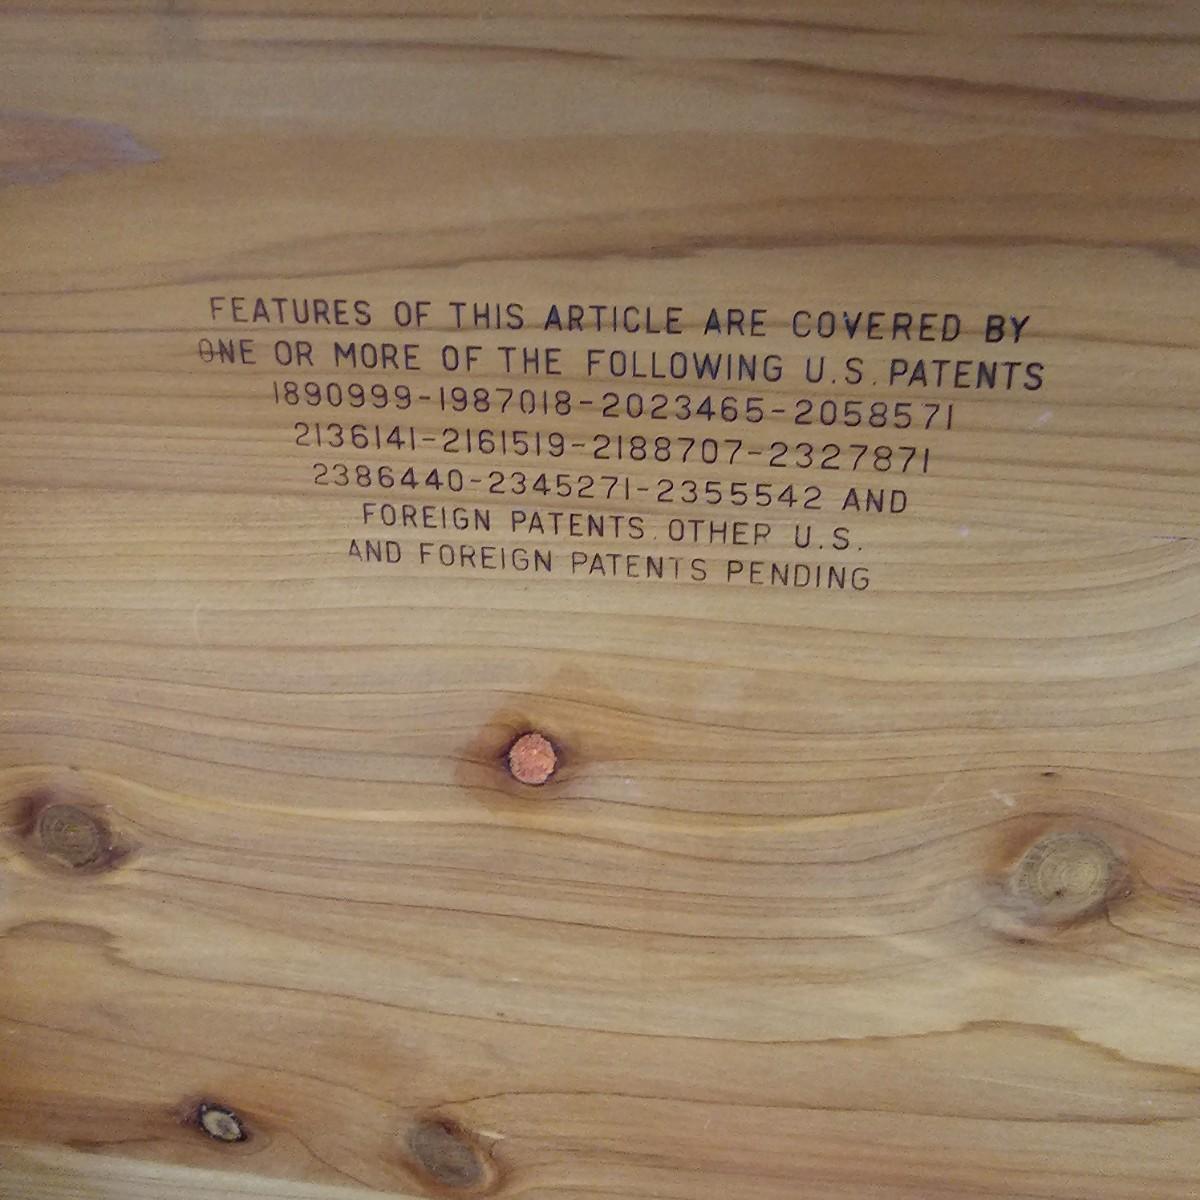 FEATURES OF THIS ARTICLE ARE COVERED BY
ONE OR MORE OF THE FOLLOWING U.S. PATENTS
1890999-1987018-2023465-2058571
2136141-2161519-2188707-2327871
2386440-2345271-2355542 AND
FOREIGN PATENTS. OTHER U.S.
AND FOREIGN PATENTS PENDING